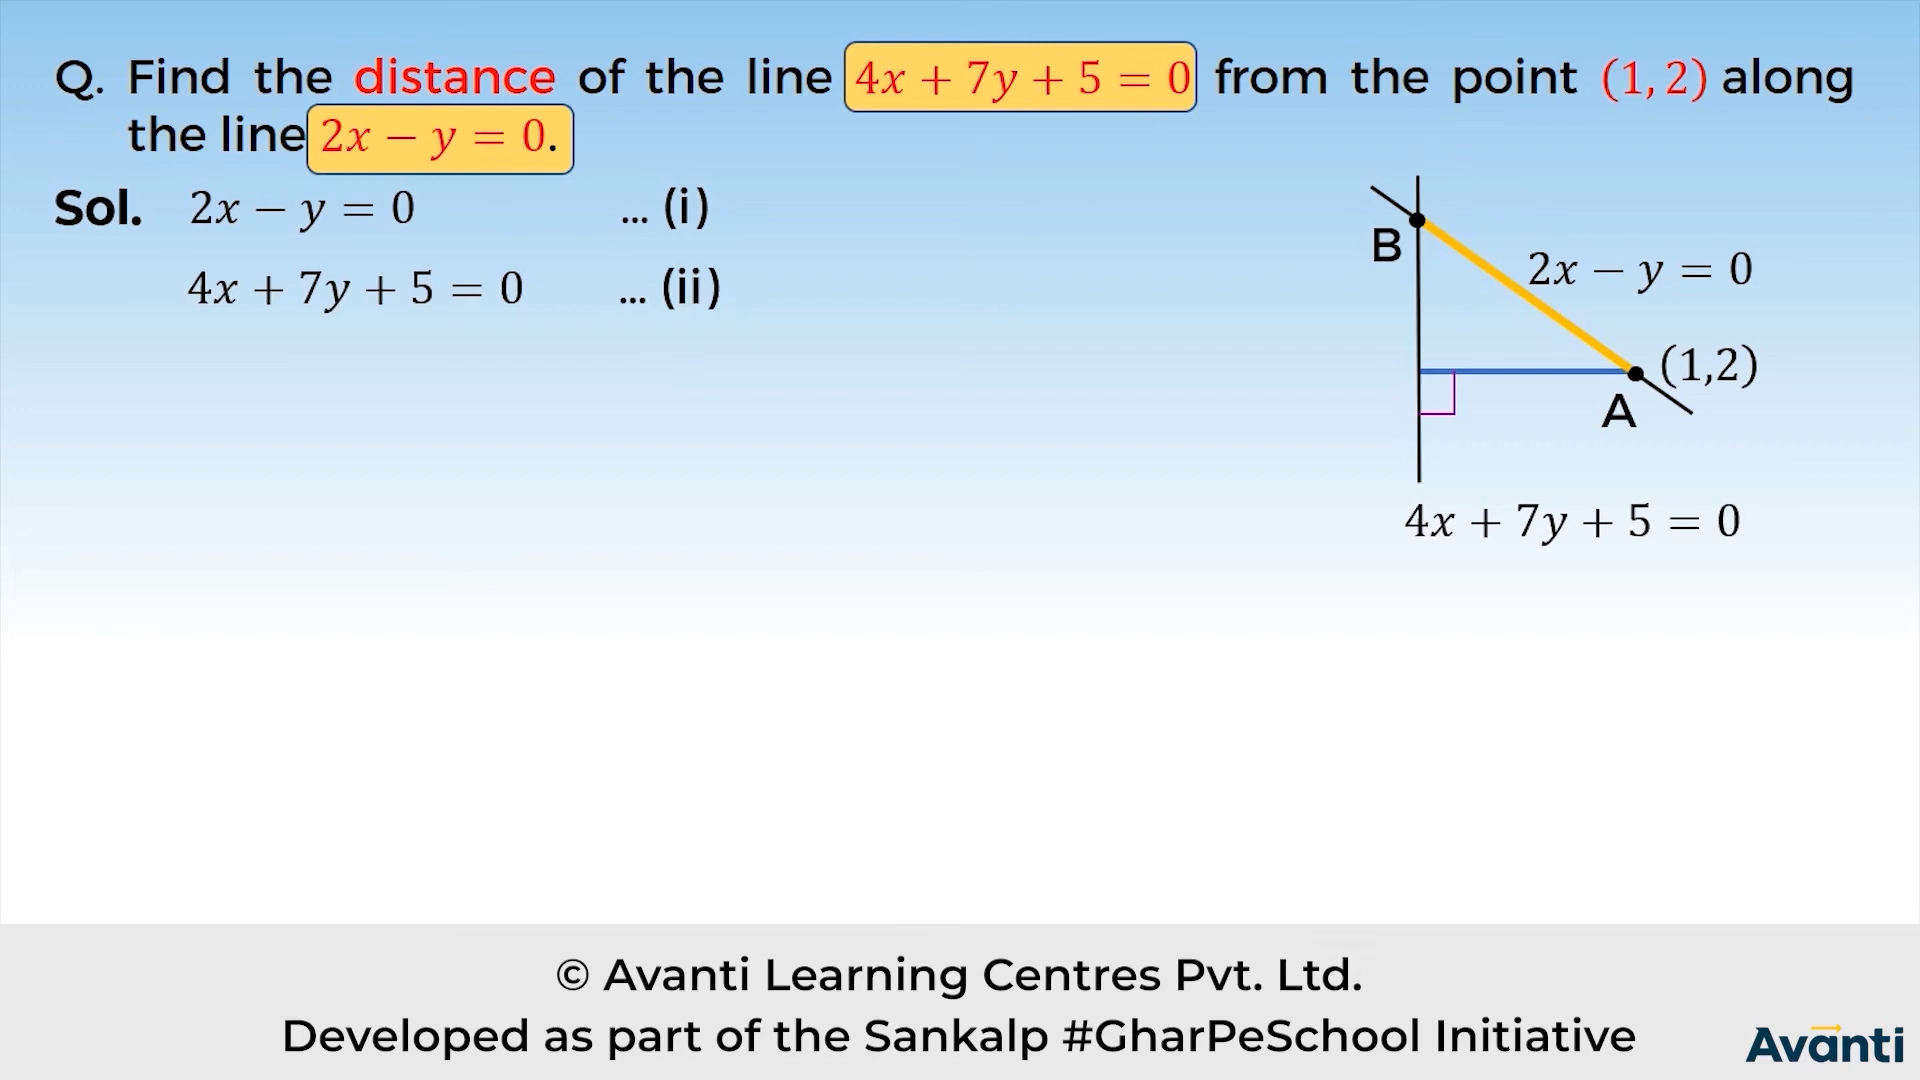 Q. Find the distance of the line 4x + 7y + 5 = 0 from the point (1, 2) along
the line 2x − y = 0.
Sol. 2x − y = 0 ... (i)
4x + 7y + 5 = 0 ... (ii)
B
2x − y = 0
(1,2)
A
4x + 7y + 5 = 0
© Avanti Learning Centres Pvt. Ltd.
Developed as part of the Sankalp #GharPeSchool Initiative
Avanti